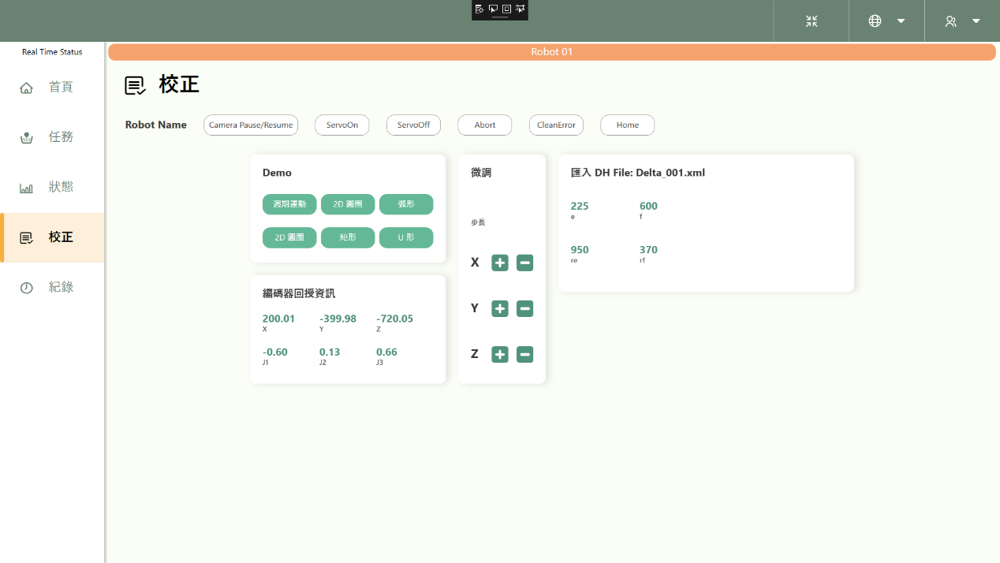 Real Time Status
Robot 01
首頁
任務
狀態
校正
紀錄
校正
Robot Name
Camera Pause/Resume
ServoOn
ServoOff
Abort
CleanError
Home
Demo
週期運動
2D 圓圈
弧形
2D 圓圈
矩形
U 形
編碼器回授資訊
200.01
X
-399.98
Y
-720.05
Z
-0.60
J1
0.13
J2
0.66
J3
微調
步長
X
Y
Z
匯入 DH File: Delta_001.xml
225
e
600
f
950
re
370
rf